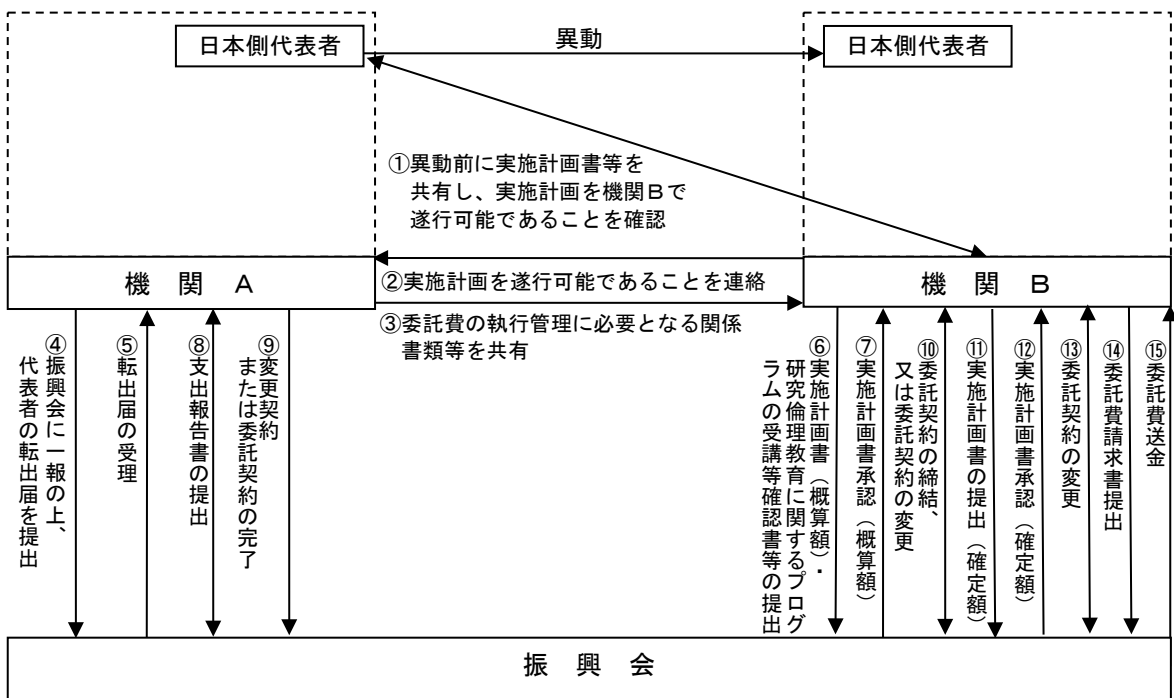 日本側代表者
異動
日本側代表者
①異動前に実施計画書等を
共有し、実施計画を機関Bで
遂行可能であることを確認
機　関　A
機　関　B
②実施計画を遂行可能であることを連絡
③委託費の執行管理に必要となる関係
書類等を共有
④振興会に一報の上、
代表者の転出届を提出
⑤転出届の受理
⑧支出報告書の提出
⑨変更契約
または委託契約の完了
⑥実施計画書（概算額）・
研究倫理教育に関するプログ
ラムの受講等確認書等の提出
⑦実施計画書承認（概算額）
⑩委託契約の締結、
又は委託契約の変更
⑪実施計画書の提出（確定額）
⑫実施計画書承認（確定額）
⑬委託契約の変更
⑭委託費請求書提出
⑮委託費送金
振　興　会